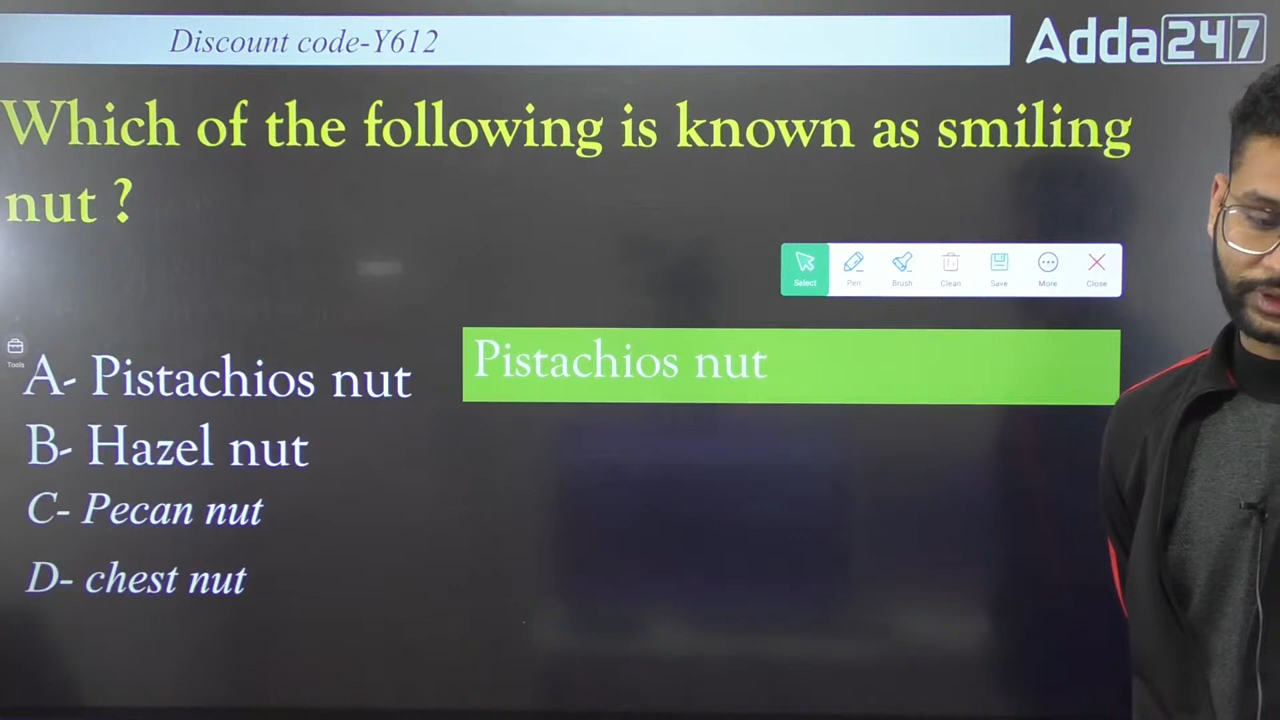 Discount code-Y612
Adda247
Which of the following is known as smiling
nut ?
Select
Pen
Brush
Clean
Save
More
Close
Tools
A- Pistachios nut
Pistachios nut
B- Hazel nut
C- Pecan nut
D- chest nut